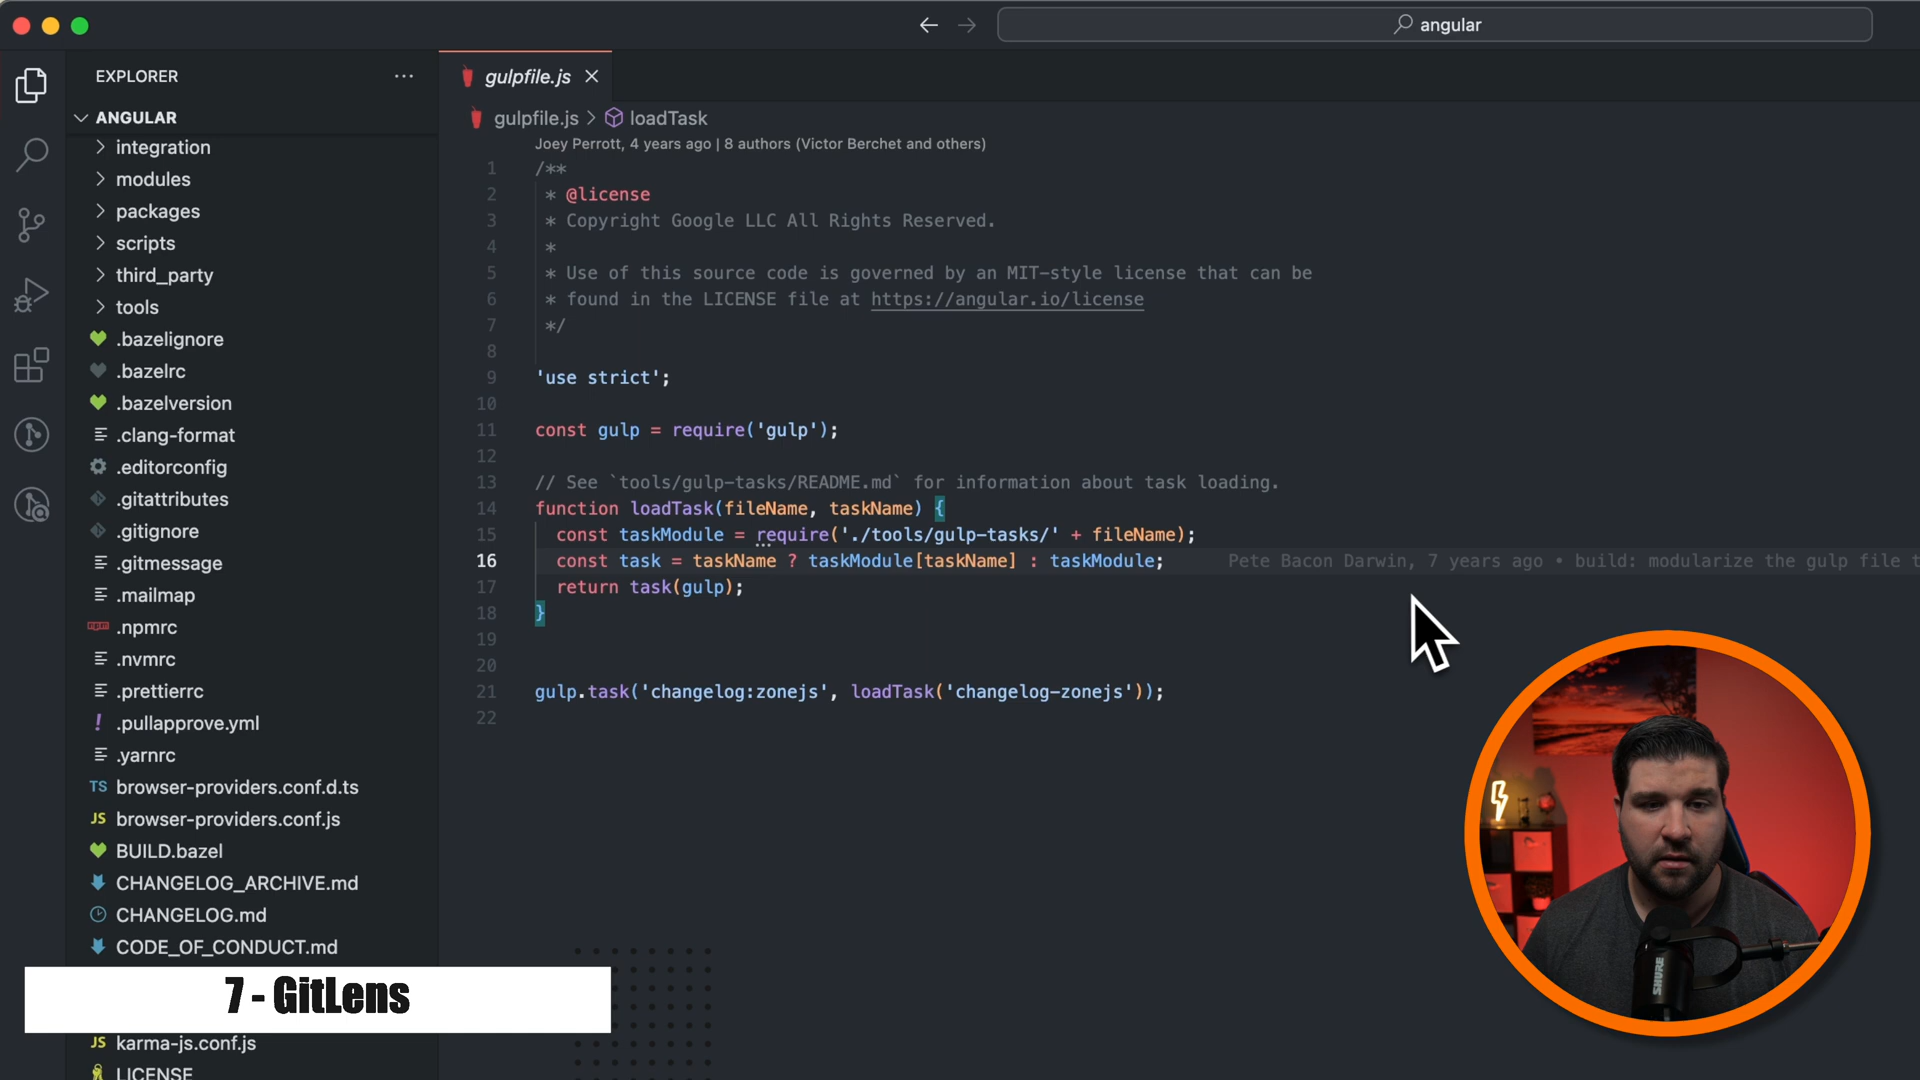 angular
EXPLORER
gulpfile.js
ANGULAR
gulpfile.js > loadTask
integration
modules
packages
scripts
third_party
tools
.bazelignore
.bazelrc
.bazelversion
.clang-format
.editorconfig
.gitattributes
.gitignore
.gitmessage
.mailmap
npm .npmrc
.nvmrc
.prettierrc
! .pullapprove.yml
.yarnrc
TS browser-providers.conf.d.ts
JS browser-providers.conf.js
BUILD.bazel
CHANGELOG_ARCHIVE.md
CHANGELOG.md
CODE_OF_CONDUCT.md
JS karma-js.conf.js
LICENSE
Joey Perrott, 4 years ago | 8 authors (Victor Berchet and others)
1 /**
2 * @license
3 * Copyright Google LLC All Rights Reserved.
4 *
5 * Use of this source code is governed by an MIT-style license that can be
6 * found in the LICENSE file at https://angular.io/license
7 */
8
9 'use strict';
10
11 const gulp = require('gulp');
12
13 // See `tools/gulp-tasks/README.md` for information about task loading.
14 function loadTask(fileName, taskName) {
15 const taskModule = require('./tools/gulp-tasks/' + fileName);
16 const task = taskName ? taskModule[taskName] : taskModule; Pete Bacon Darwin, 7 years ago • build: modularize the gulp file t
17 return task(gulp);
18 }
19
20
21 gulp.task('changelog:zonejs', loadTask('changelog-zonejs'));
22
7 - GitLens
SHURE